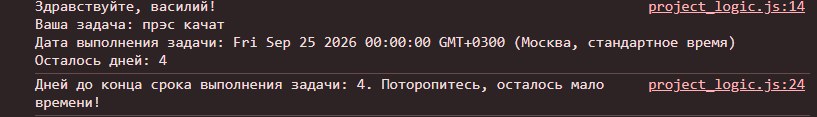 Здравствуйте, василий! project_logic.js:14
Ваша задача: прэс качат
Дата выполнения задачи: Fri Sep 25 2026 00:00:00 GMT+0300 (Москва, стандартное время)
Осталось дней: 4
Дней до конца срока выполнения задачи: 4. Поторопитесь, осталось мало project_logic.js:24
времени!